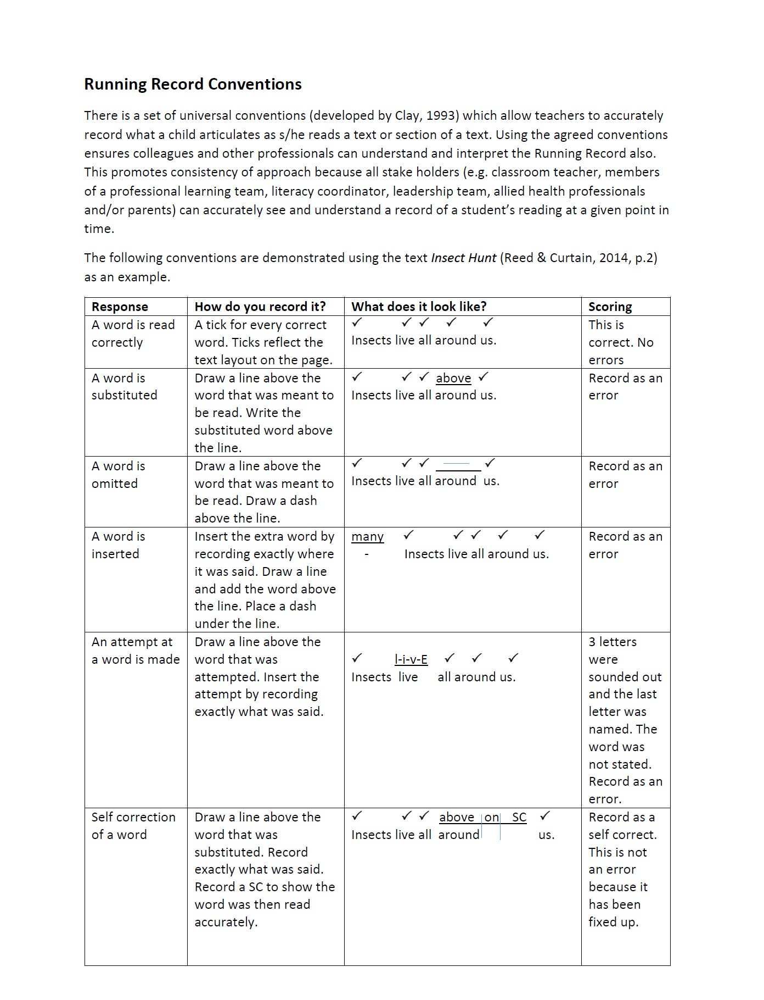 Running Record Conventions
There is a set of universal conventions (developed by Clay, 1993) which allow teachers to accurately
record what a child articulates as s/he reads a text or section of a text. Using the agreed conventions
ensures colleagues and other professionals can understand and interpret the Running Record also.
This promotes consistency of approach because all stake holders (e.g. classroom teacher, members
of a professional learning team, literacy coordinator, leadership team, allied health professionals
and/or parents) can accurately see and understand a record of a student's reading at a given point in
time.
The following conventions are demonstrated using the text Insect Hunt (Reed & Curtain, 2014, p.2)
as an example.
Response
How do you record it?
What does it look like?
Scoring
A word is read
correctly
A tick for every correct
word. Ticks reflect the
text layout on the page.
✓ ✓ ✓ ✓ ✓
Insects live all around us.
This is
correct. No
errors
A word is
substituted
Draw a line above the
word that was meant to
be read. Write the
substituted word above
the line.
✓ ✓ ✓ above ✓
Insects live all around us.
Record as an
error
A word is
omitted
Draw a line above the
word that was meant to
be read. Draw a dash
above the line.
✓ ✓ ✓ — ✓
Insects live all around us.
Record as an
error
A word is
inserted
Insert the extra word by
recording exactly where
it was said. Draw a line
and add the word above
the line. Place a dash
under the line.
many ✓ ✓ ✓ ✓ ✓
- Insects live all around us.
Record as an
error
An attempt at
a word is made
Draw a line above the
word that was
attempted. Insert the
attempt by recording
exactly what was said.
✓ l-i-v-E ✓ ✓ ✓
Insects live all around us.
3 letters
were
sounded out
and the last
letter was
named. The
word was
not stated.
Record as an
error.
Self correction
of a word
Draw a line above the
word that was
substituted. Record
exactly what was said.
Record a SC to show the
word was then read
accurately.
✓ ✓ ✓ above | on | SC ✓
Insects live all around us.
Record as a
self correct.
This is not
an error
because it
has been
fixed up.